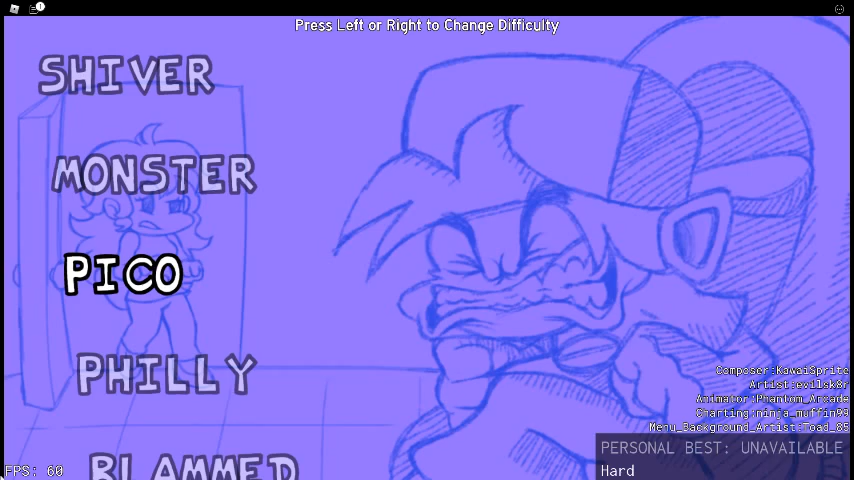 Press Left or Right to Change Difficulty
SHIVER
MONSTER
PICO
PHILLY
BLAMMED
Composer:KawaiSprite
Artist:evilsk8r
Animator:Phantom_Arcade
Charting:ninja_muffin99
Menu_Background_Artist:Toad_85
PERSONAL BEST: UNAVAILABLE
Hard
FPS: 60